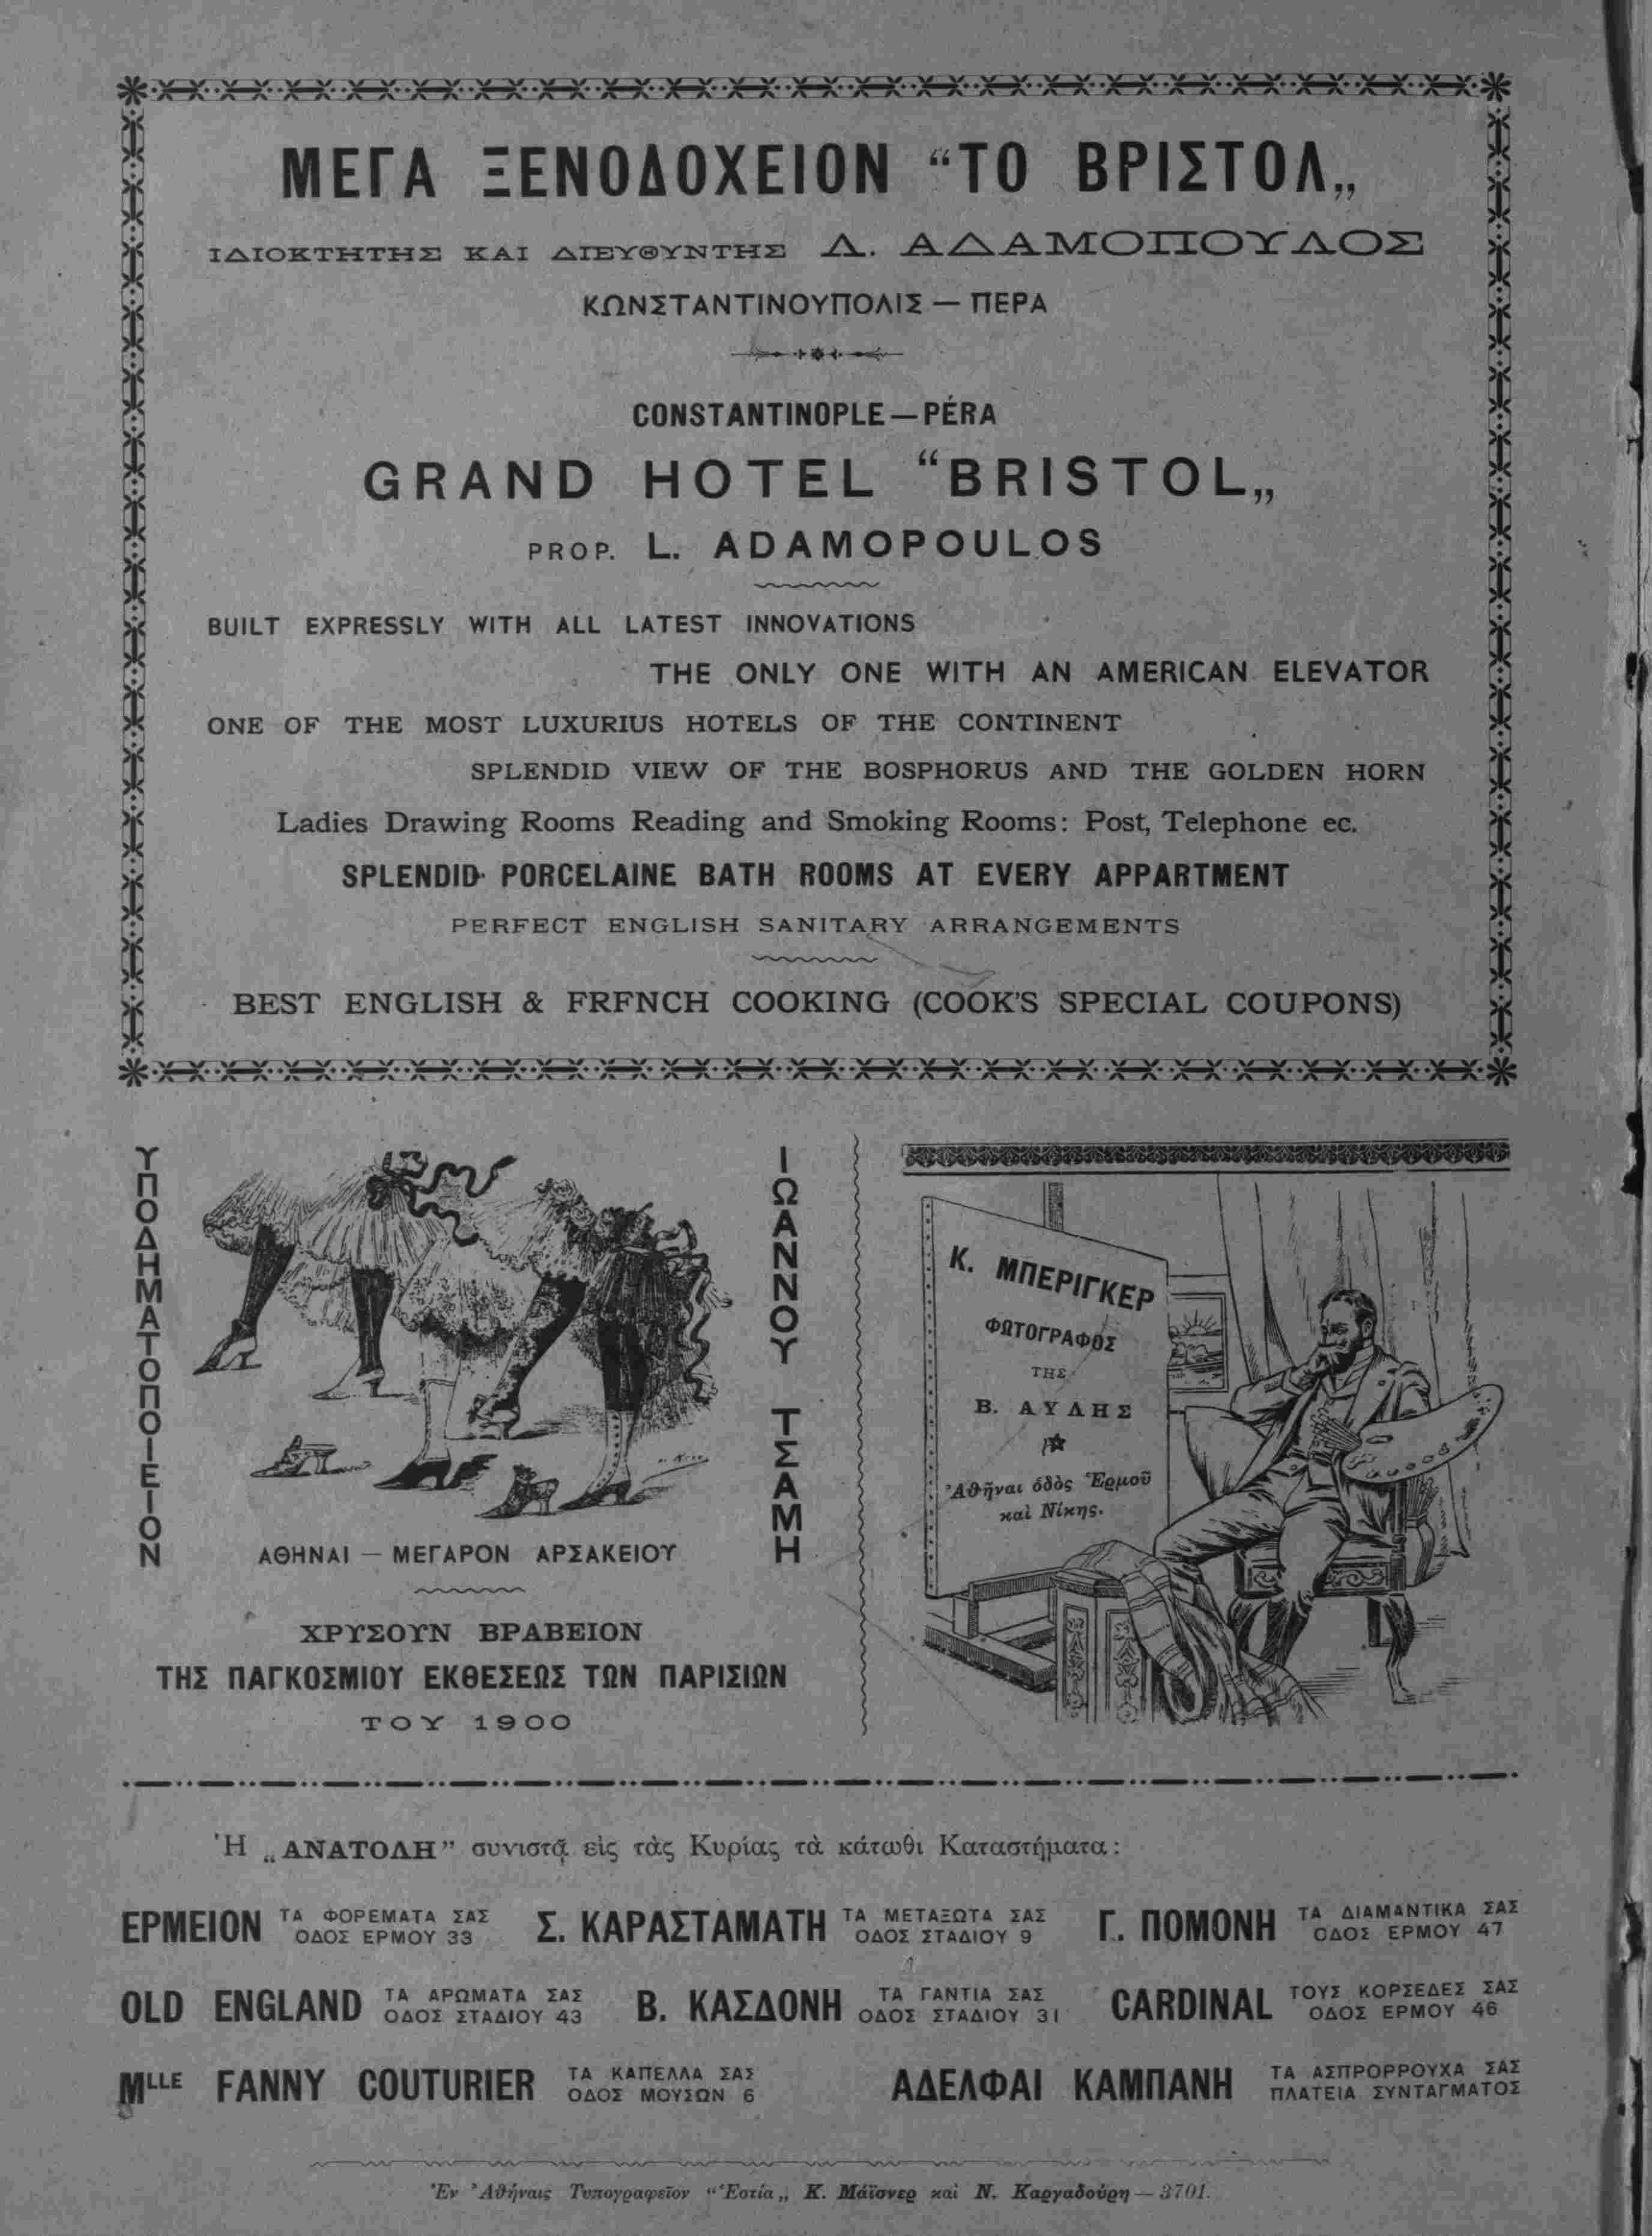 ΜΕΓΑ ΞΕΝΟΔΟΧΕΙΟΝ “ΤΟ ΒΡΙΣΤΟΛ„
ΙΔΙΟΚΤΗΤΗΣ ΚΑΙ ΔΙΕΥΘΥΝΤΗΣ Λ. ΑΔΑΜΟΠΟΥΛΟΣ
ΚΩΝΣΤΑΝΤΙΝΟΥΠΟΛΙΣ — ΠΕΡΑ
CONSTANTINOPLE — PÉRA
GRAND HOTEL “BRISTOL„
PROP. L. ADAMOPOULOS
BUILT EXPRESSLY WITH ALL LATEST INNOVATIONS
THE ONLY ONE WITH AN AMERICAN ELEVATOR
ONE OF THE MOST LUXURIUS HOTELS OF THE CONTINENT
SPLENDID VIEW OF THE BOSPHORUS AND THE GOLDEN HORN
Ladies Drawing Rooms Reading and Smoking Rooms: Post, Telephone ec.
SPLENDID PORCELAINE BATH ROOMS AT EVERY APPARTMENT
PERFECT ENGLISH SANITARY ARRANGEMENTS
BEST ENGLISH & FRFNCH COOKING (COOK'S SPECIAL COUPONS)
ΥΠΟΔΗΜΑΤΟΠΟΙΕΙΟΝ
ΙΩΑΝΝΟΥ ΤΣΑΜΗ
ΑΘΗΝΑΙ — ΜΕΓΑΡΟΝ ΑΡΣΑΚΕΙΟΥ
ΧΡΥΣΟΥΝ ΒΡΑΒΕΙΟΝ
ΤΗΣ ΠΑΓΚΟΣΜΙΟΥ ΕΚΘΕΣΕΩΣ ΤΩΝ ΠΑΡΙΣΙΩΝ
ΤΟΥ 1900
Κ. ΜΠΕΡΙΓΚΕΡ
ΦΩΤΟΓΡΑΦΟΣ
ΤΗΣ
Β. ΑΥΛΗΣ
Ἀθῆναι ὁδὸς Ἑρμοῦ
καὶ Νίκης.
Ἡ „ΑΝΑΤΟΛΗ” συνιστᾷ εἰς τὰς Κυρίας τὰ κάτωθι Καταστήματα:
ΕΡΜΕΙΟΝ ΤΑ ΦΟΡΕΜΑΤΑ ΣΑΣ ΟΔΟΣ ΕΡΜΟΥ 33 Σ. ΚΑΡΑΣΤΑΜΑΤΗ ΤΑ ΜΕΤΑΞΩΤΑ ΣΑΣ ΟΔΟΣ ΣΤΑΔΙΟΥ 9 Γ. ΠΟΜΟΝΗ ΤΑ ΔΙΑΜΑΝΤΙΚΑ ΣΑΣ ΟΔΟΣ ΕΡΜΟΥ 47
OLD ENGLAND ΤΑ ΑΡΩΜΑΤΑ ΣΑΣ ΟΔΟΣ ΣΤΑΔΙΟΥ 43 Β. ΚΑΣΔΟΝΗ ΤΑ ΓΑΝΤΙΑ ΣΑΣ ΟΔΟΣ ΣΤΑΔΙΟΥ 31 CARDINAL ΤΟΥΣ ΚΟΡΣΕΔΕΣ ΣΑΣ ΟΔΟΣ ΕΡΜΟΥ 46
MLLE FANNY COUTURIER ΤΑ ΚΑΠΕΛΛΑ ΣΑΣ ΟΔΟΣ ΜΟΥΣΩΝ 6 ΑΔΕΛΦΑΙ ΚΑΜΠΑΝΗ ΤΑ ΑΣΠΡΟΡΡΟΥΧΑ ΣΑΣ ΠΛΑΤΕΙΑ ΣΥΝΤΑΓΜΑΤΟΣ
Ἐν Ἀθήναις Τυπογραφεῖον “Ἑστία„ Κ. Μάϊσνερ καὶ Ν. Καργαδούρη — 3701.